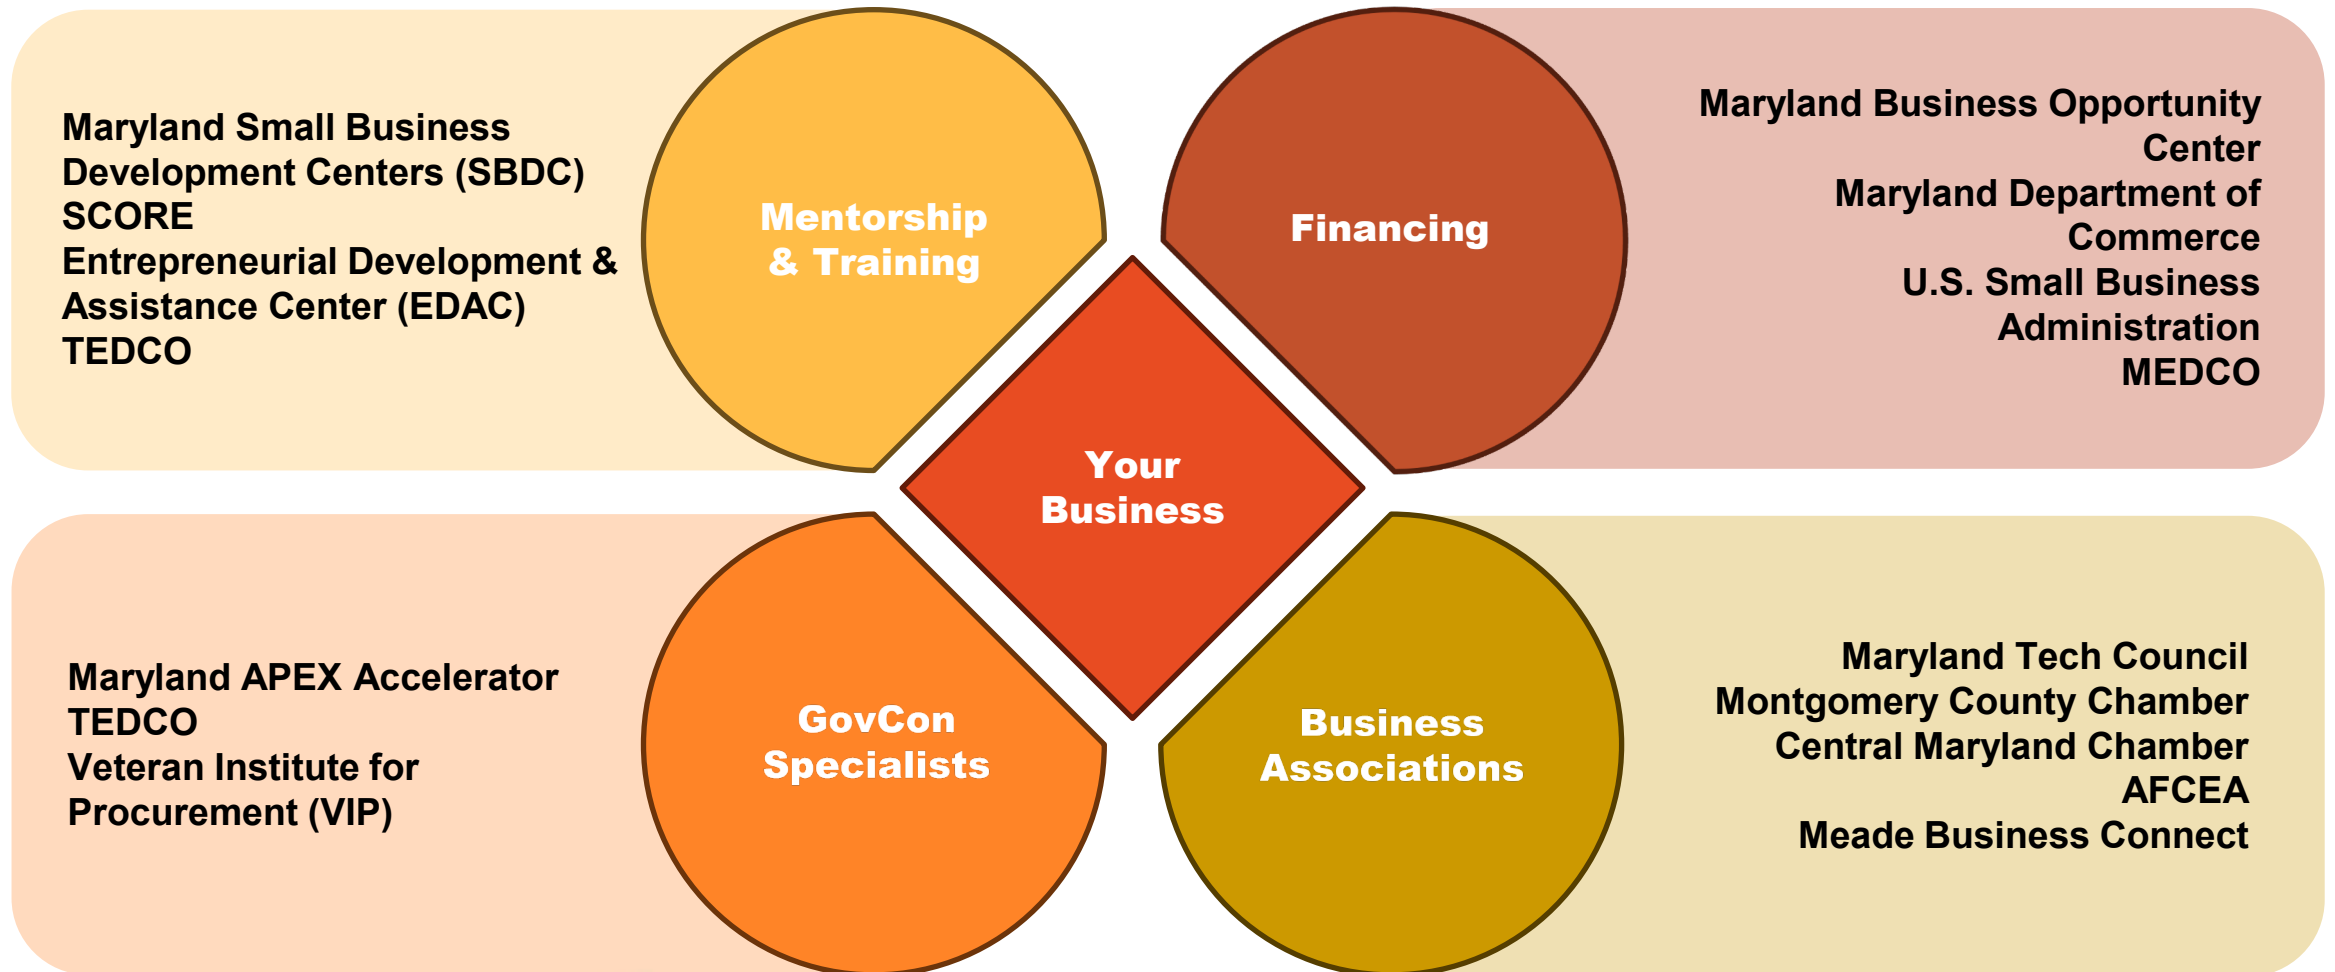 Maryland Small Business
Development Centers (SBDC)
SCORE
Entrepreneurial Development &
Assistance Center (EDAC)
TEDCO
Mentorship
& Training
Financing
Maryland Business Opportunity
Center
Maryland Department of
Commerce
U.S. Small Business
Administration
MEDCO
Your
Business
Maryland APEX Accelerator
TEDCO
Veteran Institute for
Procurement (VIP)
GovCon
Specialists
Business
Associations
Maryland Tech Council
Montgomery County Chamber
Central Maryland Chamber
AFCEA
Meade Business Connect